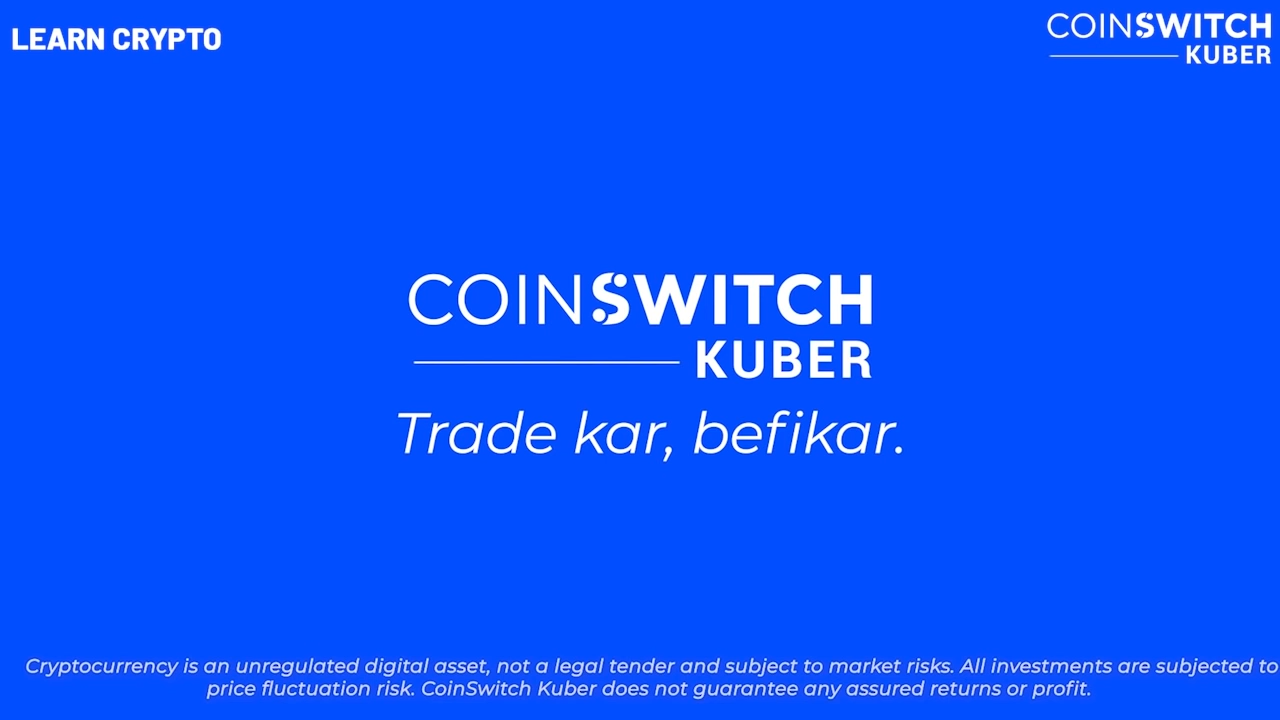 LEARN CRYPTO
COINSWITCH
KUBER
COINSWITCH
KUBER
Trade kar, befikar.
Cryptocurrency is an unregulated digital asset, not a legal tender and subject to market risks. All investments are subjected to
price fluctuation risk. CoinSwitch Kuber does not guarantee any assured returns or profit.